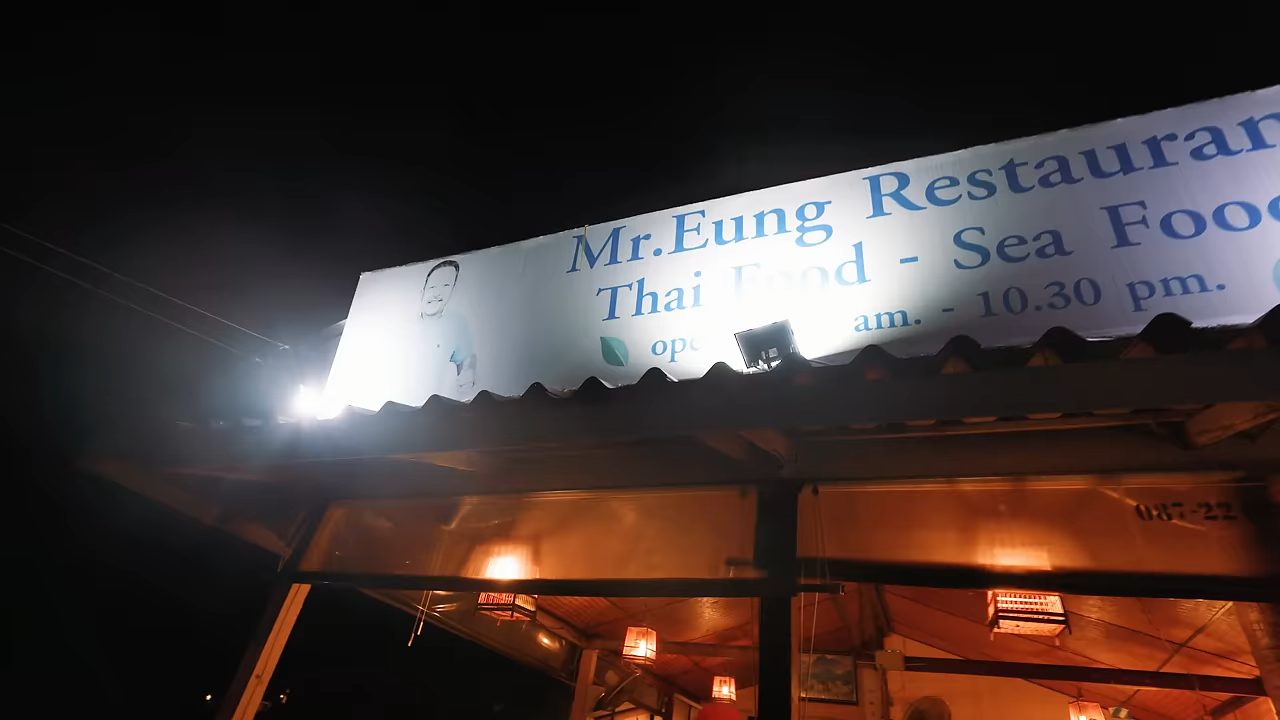 Mr.Eung Restauran
Thai Food - Sea Food
ope am. - 10.30 pm.
087-22